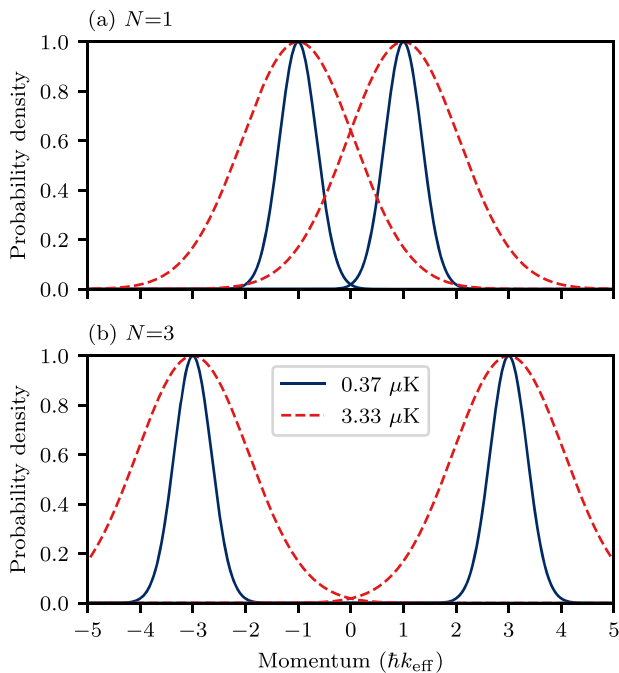 (a) N=1
1.0
0.8
0.6
0.4
0.2
0.0
Probability density
(b) N=3
1.0
0.8
0.6
0.4
0.2
0.0
Probability density
0.37 μK
3.33 μK
−5 −4 −3 −2 −1 0 1 2 3 4 5
Momentum (ℏk_eff)